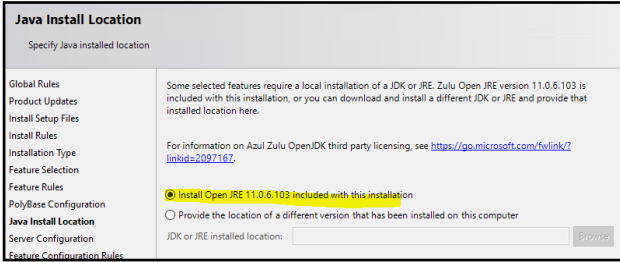 Java Install Location
Specify Java installed location
Global Rules
Product Updates
Install Setup Files
Install Rules
Installation Type
Feature Selection
Feature Rules
PolyBase Configuration
Java Install Location
Server Configuration
Feature Configuration Rules
Some selected features require a local installation of a JDK or JRE. Zulu Open JRE version 11.0.6.103 is
included with this installation, or you can download and install a different JDK or JRE and provide that
installed location here.
For information on Azul Zulu OpenJDK third party licensing, see https://go.microsoft.com/fwlink/?
linkid=2097167.
Install Open JRE 11.0.6.103 included with this installation
Provide the location of a different version that has been installed on this computer
JDK or JRE installed location:
Browse